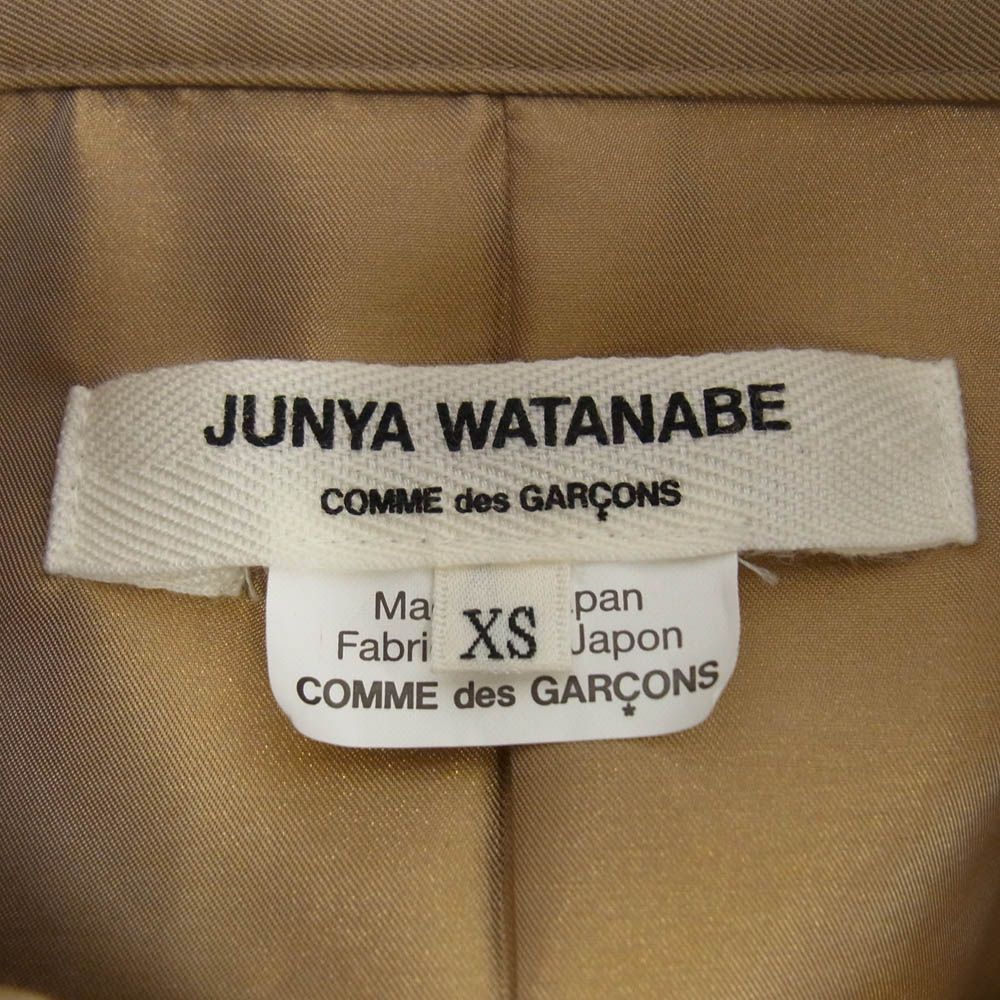 JUNYA WATANABE
COMME des GARÇONS
XS
Ma pan
Fabri Japon
COMME des GARÇONS